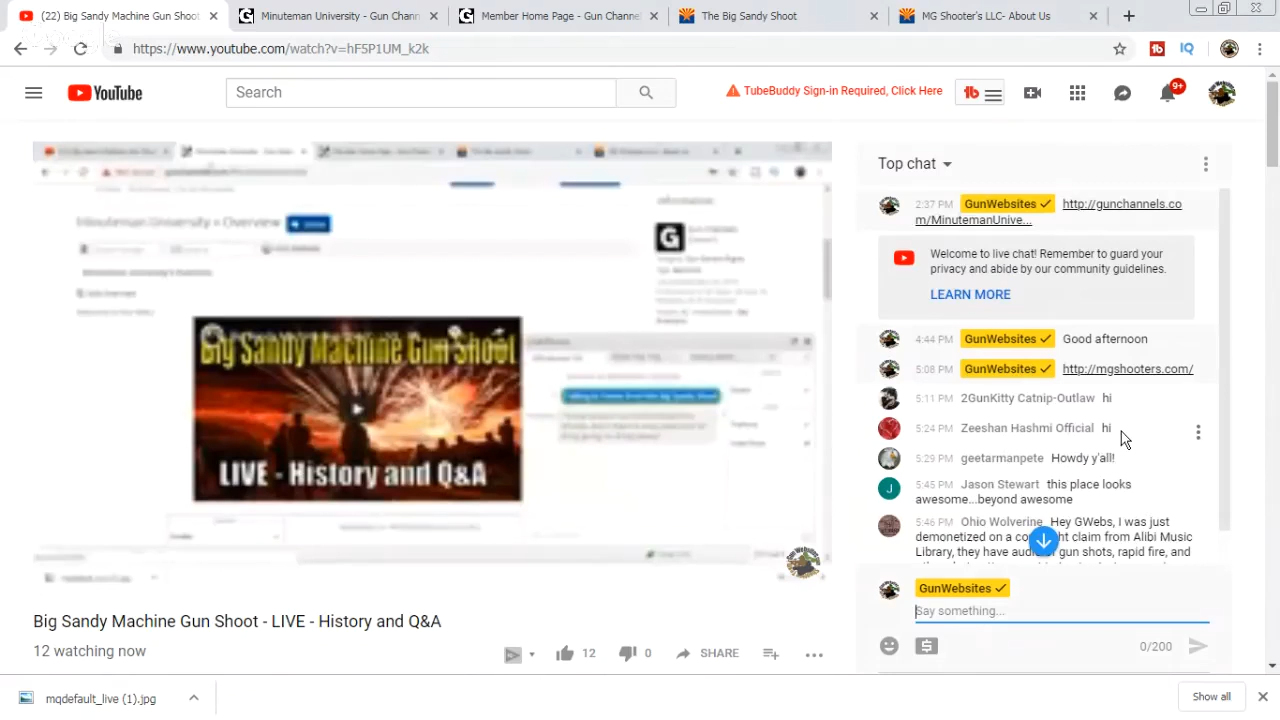 (22) Big Sandy Machine Gun Shoot
Minuteman University - Gun Chann
Member Home Page - Gun Channel
The Big Sandy Shoot
MG Shooter's LLC- About Us
https://www.youtube.com/watch?v=hF5P1UM_k2k
YouTube
Search
TubeBuddy Sign-in Required, Click Here
9+
Top chat
2:37 PM GunWebsites http://gunchannels.co
m/MinutemanUnive...
Welcome to live chat! Remember to guard your
privacy and abide by our community guidelines.
LEARN MORE
4:44 PM GunWebsites Good afternoon
5:08 PM GunWebsites http://mgshooters.com/
5:11 PM 2GunKitty Catnip-Outlaw hi
5:24 PM Zeeshan Hashmi Official hi
5:29 PM geetarmanpete Howdy y'all!
5:45 PM Jason Stewart this place looks
awesome...beyond awesome
5:46 PM Ohio Wolverine Hey GWebs, I was just
demonetized on a co ht claim from Alibi Music
Library, they have audio gun shots, rapid fire, and
Minuteman University » Overview
Big Sandy Machine Gun Shoot
LIVE - History and Q&A
GunWebsites
Say something...
0/200
Big Sandy Machine Gun Shoot - LIVE - History and Q&A
12 watching now
12
0
SHARE
mqdefault_live (1).jpg
Show all